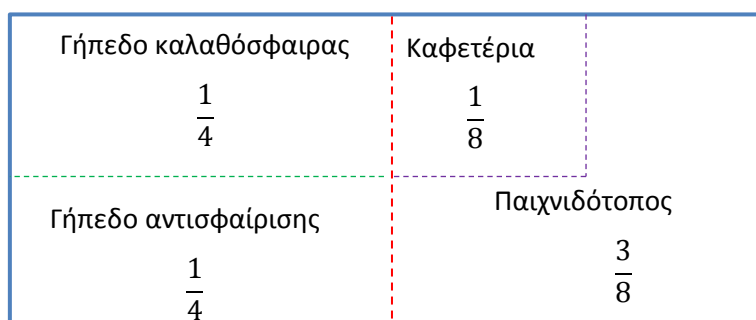 Γήπεδο καλαθόσφαιρας
1/4
Καφετέρια
1/8
Γήπεδο αντισφαίρισης
1/4
Παιχνιδότοπος
3/8